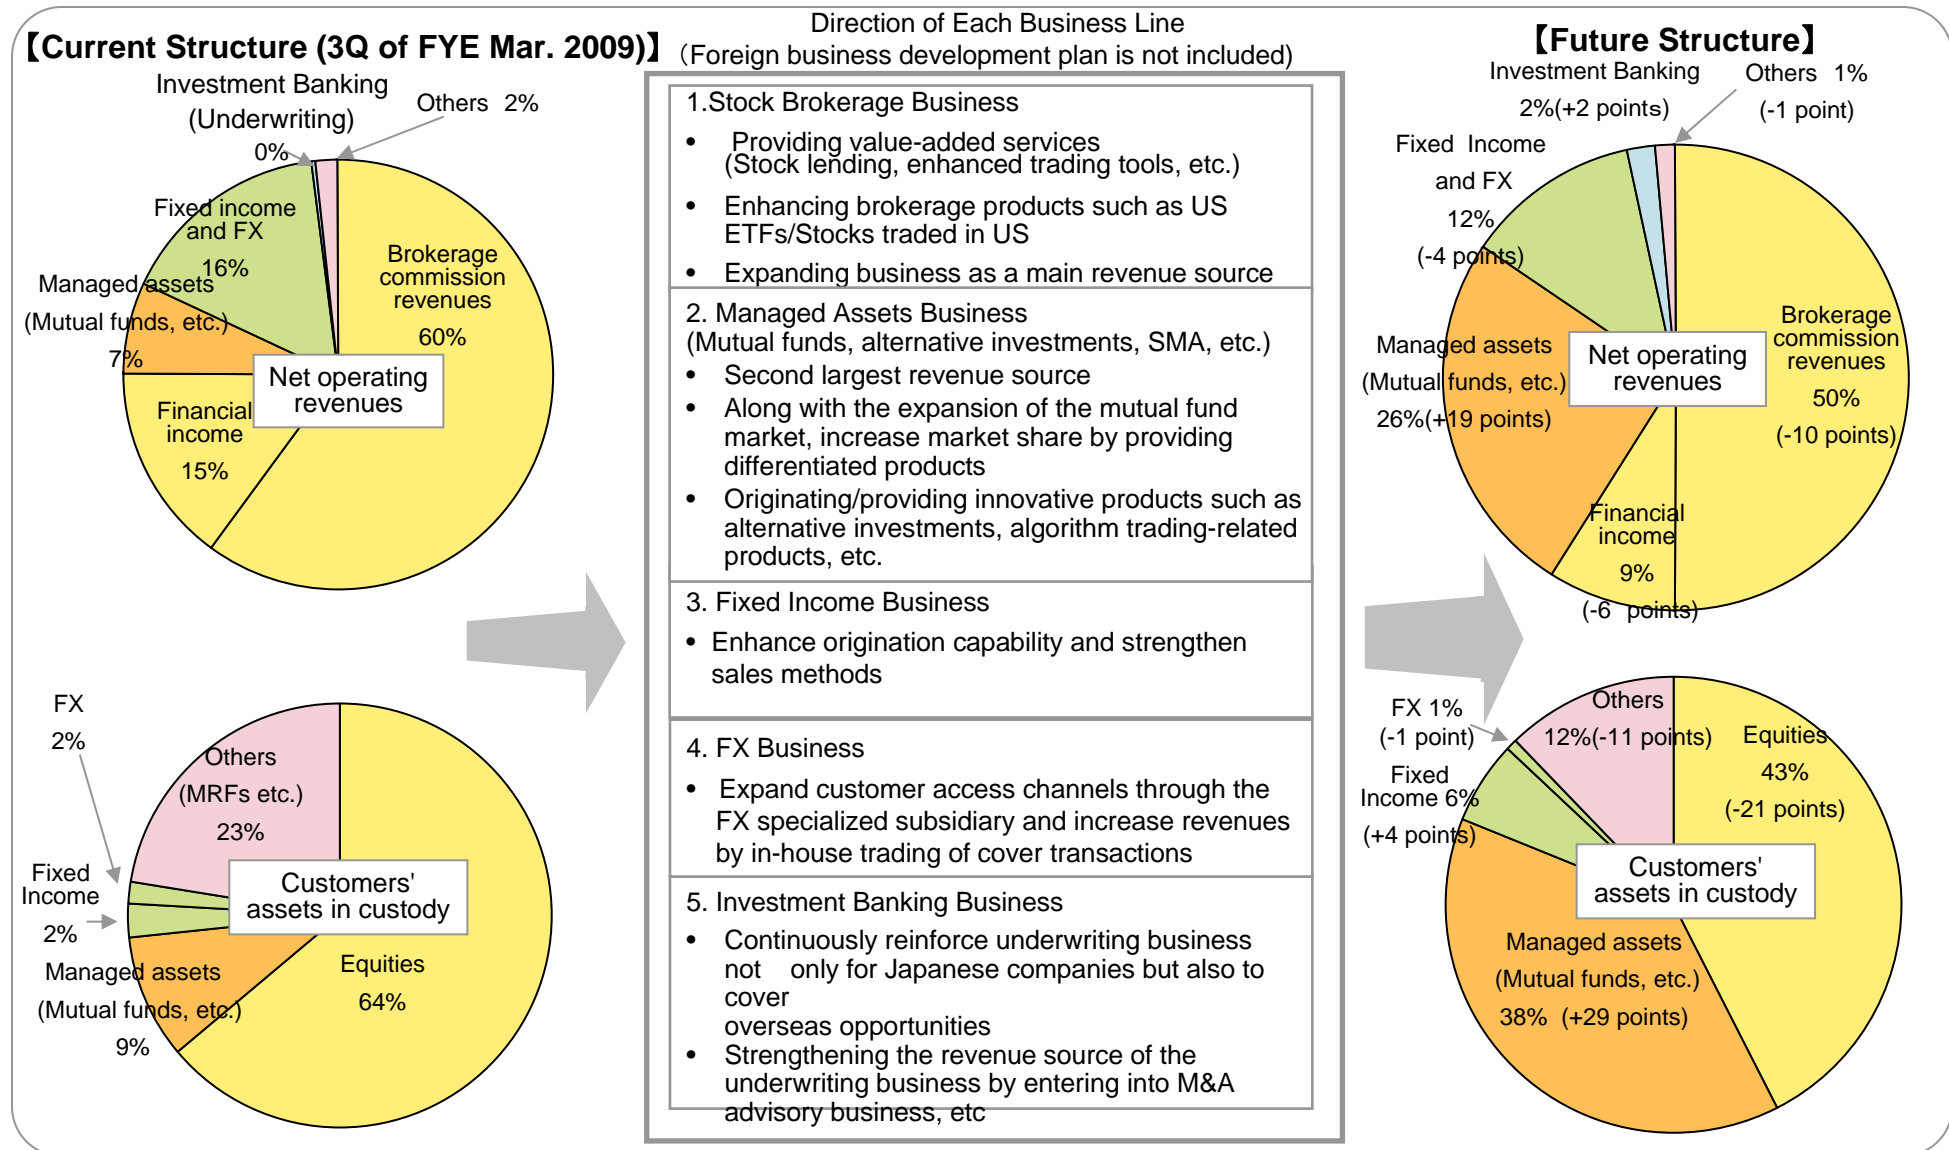 Direction of Each Business Line
(Foreign business development plan is not included)
【Current Structure (3Q of FYE Mar. 2009)】
Investment Banking
(Underwriting)
0%
Others 2%
Fixed income
and FX
16%
Managed assets
(Mutual funds, etc.)
7%
Financial
income
15%
Brokerage
commission
revenues
60%
Net operating
revenues
FX
2%
Others
(MRFs etc.)
23%
Fixed
Income
2%
Managed assets
(Mutual funds, etc.)
9%
Equities
64%
Customers'
assets in custody
1.Stock Brokerage Business
• Providing value-added services
(Stock lending, enhanced trading tools, etc.)
• Enhancing brokerage products such as US
ETFs/Stocks traded in US
• Expanding business as a main revenue source
2. Managed Assets Business
(Mutual funds, alternative investments, SMA, etc.)
• Second largest revenue source
• Along with the expansion of the mutual fund
market, increase market share by providing
differentiated products
• Originating/providing innovative products such as
alternative investments, algorithm trading-related
products, etc.
3. Fixed Income Business
• Enhance origination capability and strengthen
sales methods
4. FX Business
• Expand customer access channels through the
FX specialized subsidiary and increase revenues
by in-house trading of cover transactions
5. Investment Banking Business
• Continuously reinforce underwriting business
not only for Japanese companies but also to
cover
overseas opportunities
• Strengthening the revenue source of the
underwriting business by entering into M&A
advisory business, etc
【Future Structure】
Investment Banking
2%(+2 points)
Others 1%
(-1 point)
Fixed Income
and FX
12%
(-4 points)
Managed assets
(Mutual funds, etc.)
26%(+19 points)
Net operating
revenues
Brokerage
commission
revenues
50%
(-10 points)
Financial
income
9%
(-6 points)
FX 1%
(-1 point)
Others
12%(-11 points)
Equities
43%
(-21 points)
Fixed
Income 6%
(+4 points)
Customers'
assets in custody
Managed assets
(Mutual funds, etc.)
38% (+29 points)